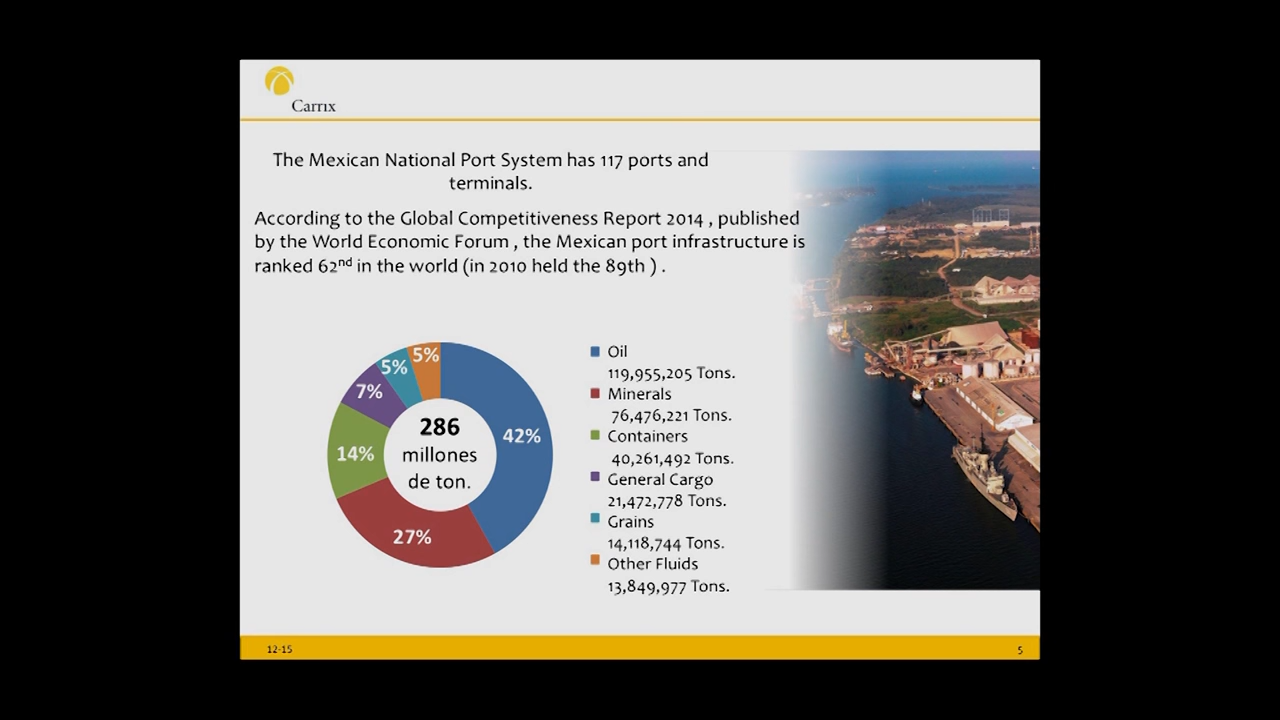 Carrix
The Mexican National Port System has 117 ports and
terminals.
According to the Global Competitiveness Report 2014 , published
by the World Economic Forum , the Mexican port infrastructure is
ranked 62nd in the world (in 2010 held the 89th ) .
5%
5%
7%
14%
42%
27%
286
millones
de ton.
Oil
119,955,205 Tons.
Minerals
76,476,221 Tons.
Containers
40,261,492 Tons.
General Cargo
21,472,778 Tons.
Grains
14,118,744 Tons.
Other Fluids
13,849,977 Tons.
12-15
5